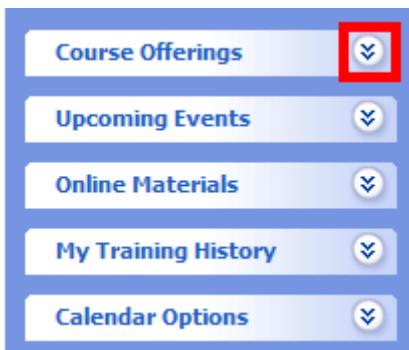 Course Offerings
Upcoming Events
Online Materials
My Training History
Calendar Options